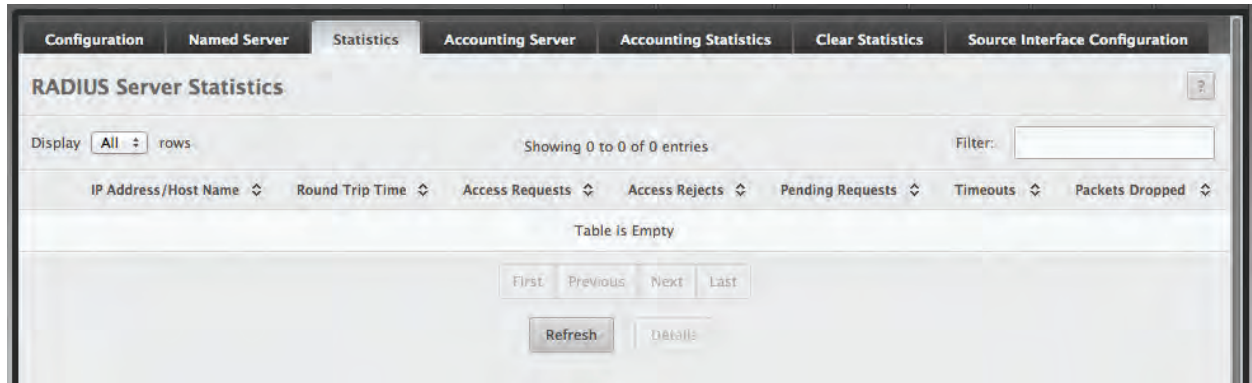 Configuration Named Server Statistics Accounting Server Accounting Statistics Clear Statistics Source Interface Configuration
RADIUS Server Statistics ?
Display All rows Showing 0 to 0 of 0 entries Filter:
IP Address/Host Name Round Trip Time Access Requests Access Rejects Pending Requests Timeouts Packets Dropped
Table is Empty
First Previous Next Last
Refresh Details